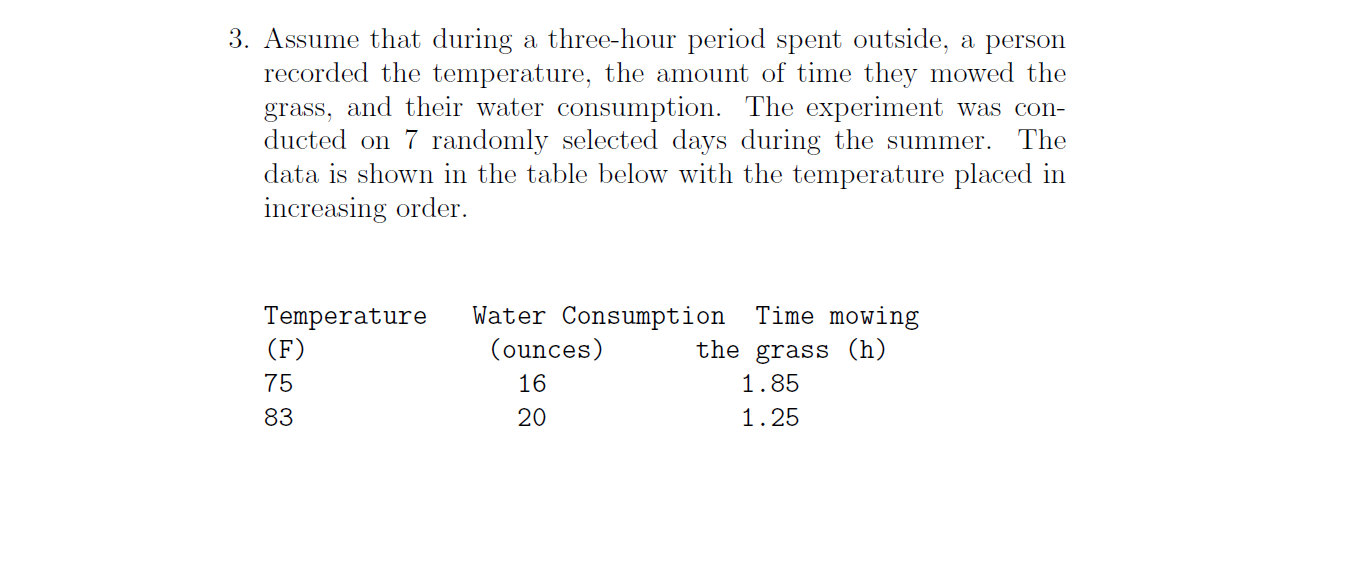 3. Assume that during a three-hour period spent outside, a person
recorded the temperature, the amount of time they mowed the
grass, and their water consumption. The experiment was con-
ducted on 7 randomly selected days during the summer. The
data is shown in the table below with the temperature placed in
increasing order.
Temperature Water Consumption Time mowing
(F) (ounces) the grass (h)
75 16 1.85
83 20 1.25